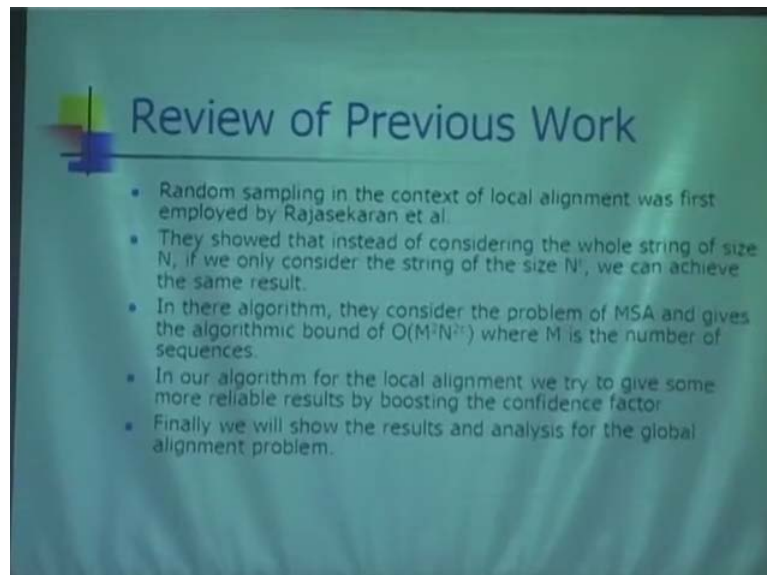 Review of Previous Work
Random sampling in the context of local alignment was first
employed by Rajasekaran et al.
They showed that instead of considering the whole string of size
N, if we only consider the string of the size Nᵋ, we can achieve
the same result.
In there algorithm, they consider the problem of MSA and gives
the algorithmic bound of O(M²N²ᵋ) where M is the number of
sequences.
In our algorithm for the local alignment we try to give some
more reliable results by boosting the confidence factor
Finally we will show the results and analysis for the global
alignment problem.